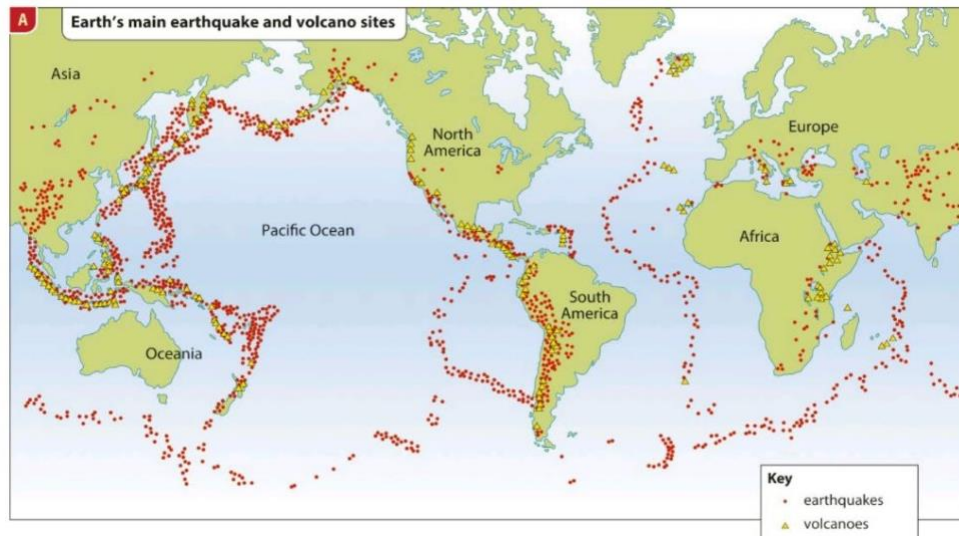 A
Earth's main earthquake and volcano sites
Asia
North
America
Europe
Pacific Ocean
Africa
South
America
Oceania
Key
earthquakes
volcanoes